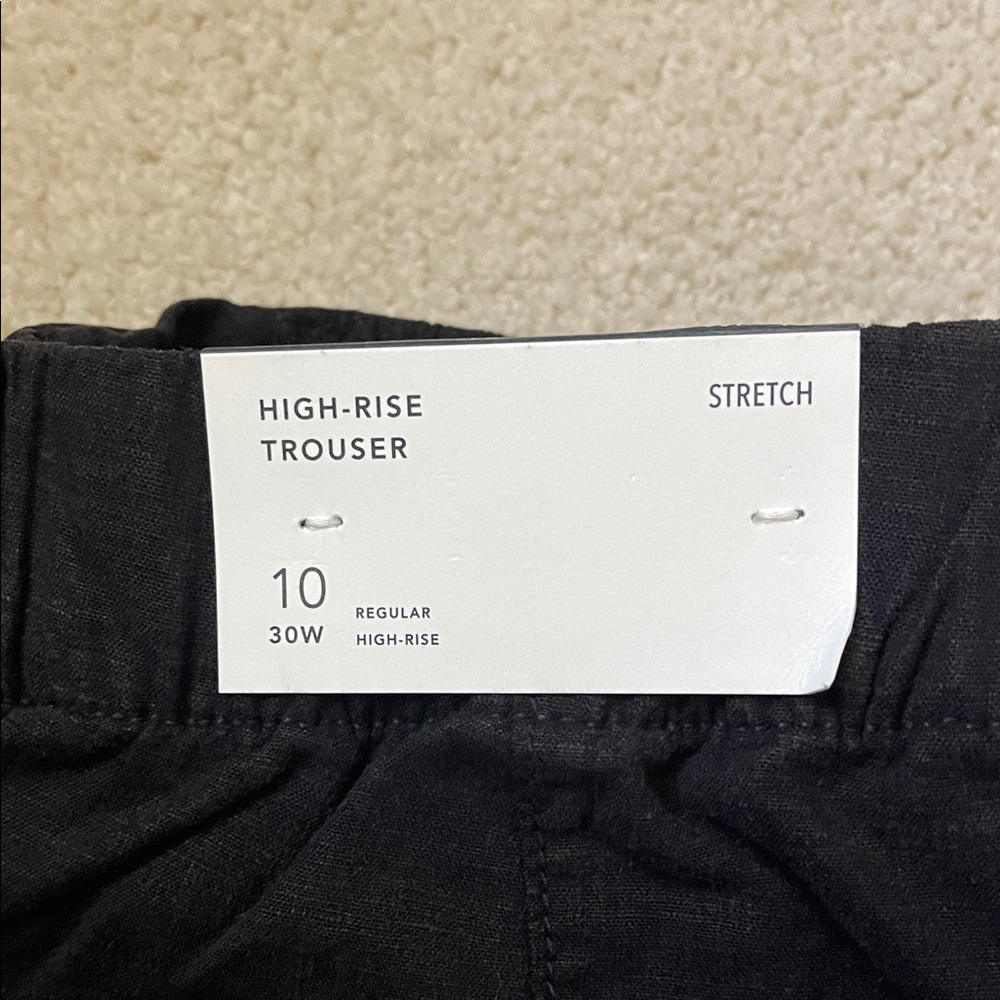 HIGH-RISE
TROUSER
STRETCH
10
30W
REGULAR
HIGH-RISE